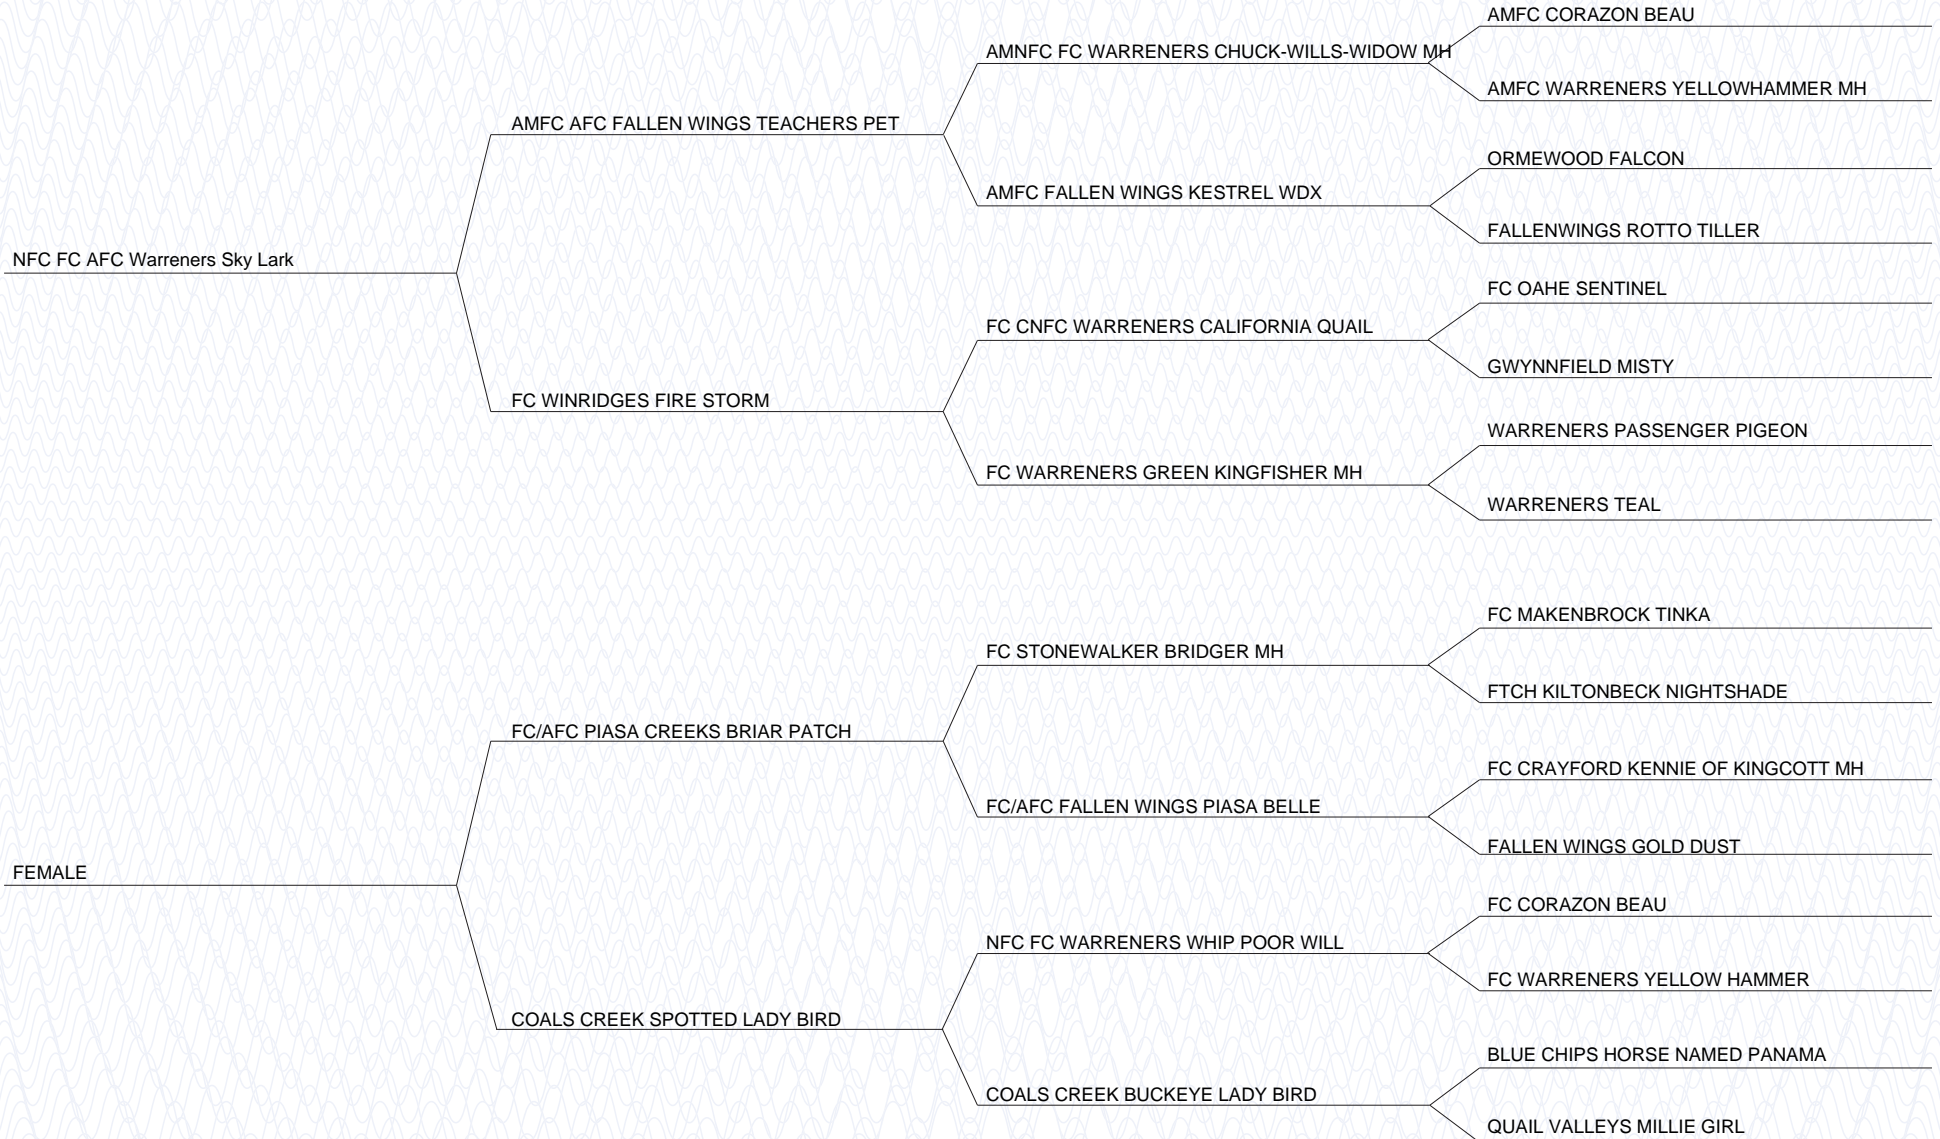 AMFC CORAZON BEAU
AMNFC FC WARRENERS CHUCK-WILLS-WIDOW MH
AMFC WARRENERS YELLOWHAMMER MH
AMFC AFC FALLEN WINGS TEACHERS PET
ORMEWOOD FALCON
AMFC FALLEN WINGS KESTREL WDX
FALLENWINGS ROTTO TILLER
NFC FC AFC Warreners Sky Lark
FC OAHE SENTINEL
FC CNFC WARRENERS CALIFORNIA QUAIL
GWYNNFIELD MISTY
FC WINRIDGES FIRE STORM
WARRENERS PASSENGER PIGEON
FC WARRENERS GREEN KINGFISHER MH
WARRENERS TEAL
FC MAKENBROCK TINKA
FC STONEWALKER BRIDGER MH
FTCH KILTONBECK NIGHTSHADE
FC/AFC PIASA CREEKS BRIAR PATCH
FC CRAYFORD KENNIE OF KINGCOTT MH
FC/AFC FALLEN WINGS PIASA BELLE
FALLEN WINGS GOLD DUST
FEMALE
FC CORAZON BEAU
NFC FC WARRENERS WHIP POOR WILL
FC WARRENERS YELLOW HAMMER
COALS CREEK SPOTTED LADY BIRD
BLUE CHIPS HORSE NAMED PANAMA
COALS CREEK BUCKEYE LADY BIRD
QUAIL VALLEYS MILLIE GIRL